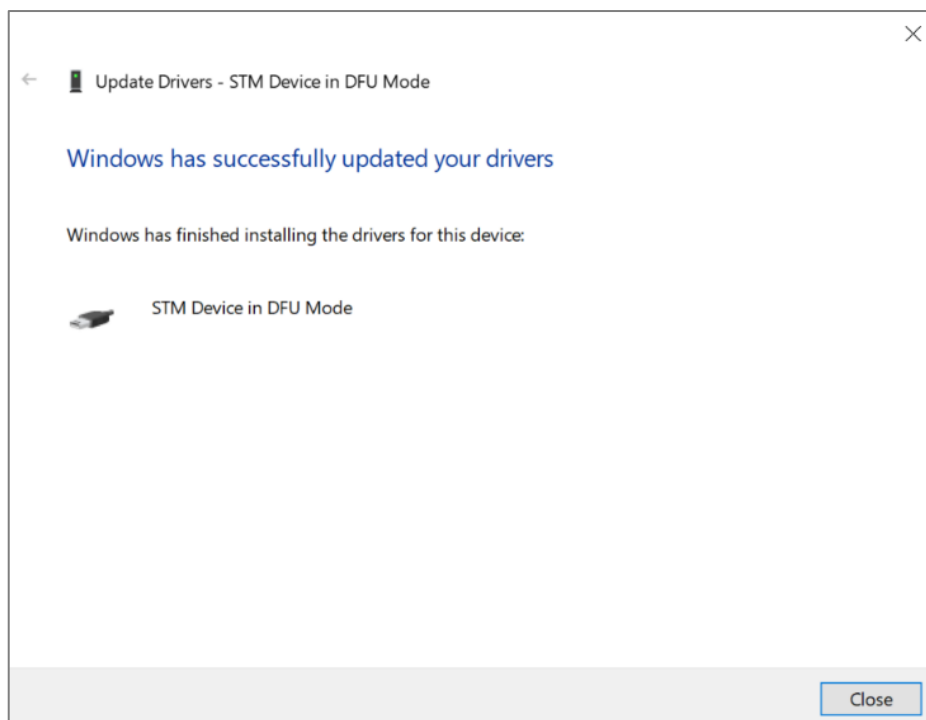 Update Drivers - STM Device in DFU Mode
Windows has successfully updated your drivers
Windows has finished installing the drivers for this device:
STM Device in DFU Mode
Close